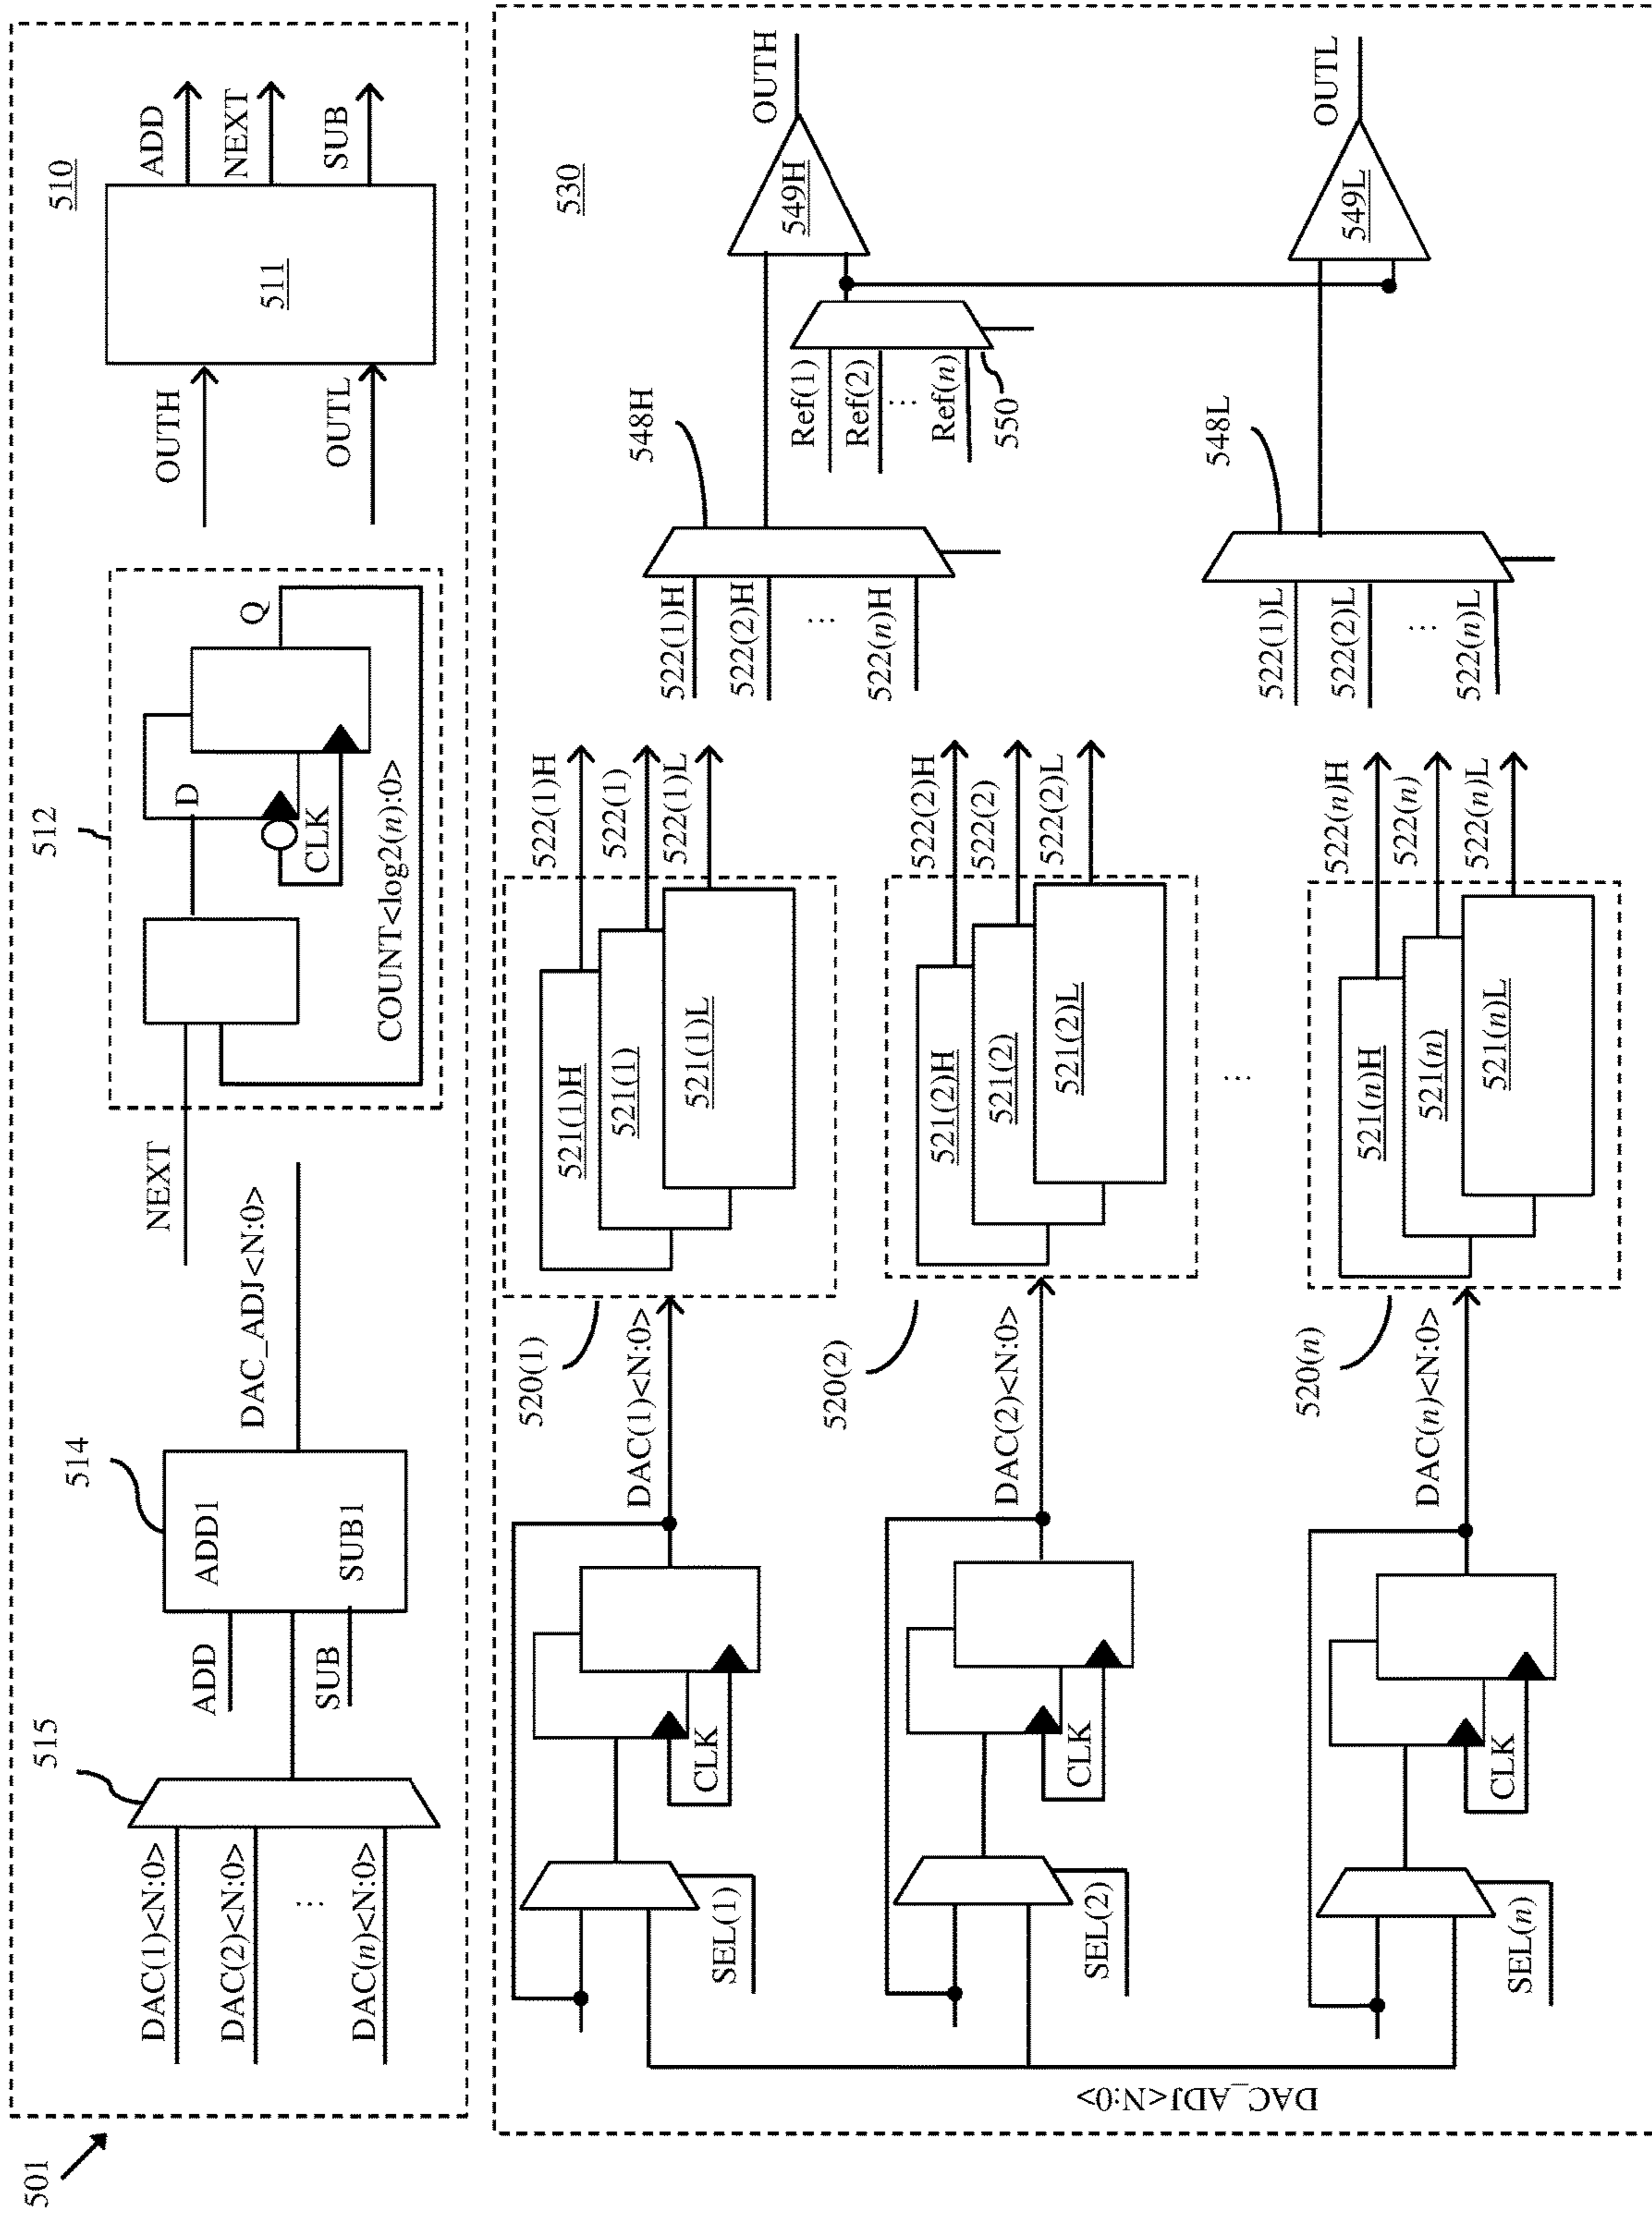 501
510
DAC(1)<N:0>
DAC(2)<N:0>
⋮
DAC(n)<N:0>
515
ADD
SUB
514
ADD1
SUB1
DAC_ADJ<N:0>
NEXT
512
D
Q
CLK
COUNT<log2(n):0>
OUTH
OUTL
511
ADD
NEXT
SUB
530
DAC_ADJ<N:0>
SEL(1)
CLK
DAC(1)<N:0>
520(1)
521(1)H
521(1)
521(1)L
522(1)H
522(1)
522(1)L
SEL(2)
CLK
DAC(2)<N:0>
520(2)
521(2)H
521(2)
521(2)L
522(2)H
522(2)
522(2)L
...
SEL(n)
CLK
DAC(n)<N:0>
520(n)
521(n)H
521(n)
521(n)L
522(n)H
522(n)
522(n)L
522(1)H
522(2)H
⋮
522(n)H
548H
Ref(1)
Ref(2)
⋮
Ref(n)
550
549H
OUTH
522(1)L
522(2)L
⋮
522(n)L
548L
549L
OUTL